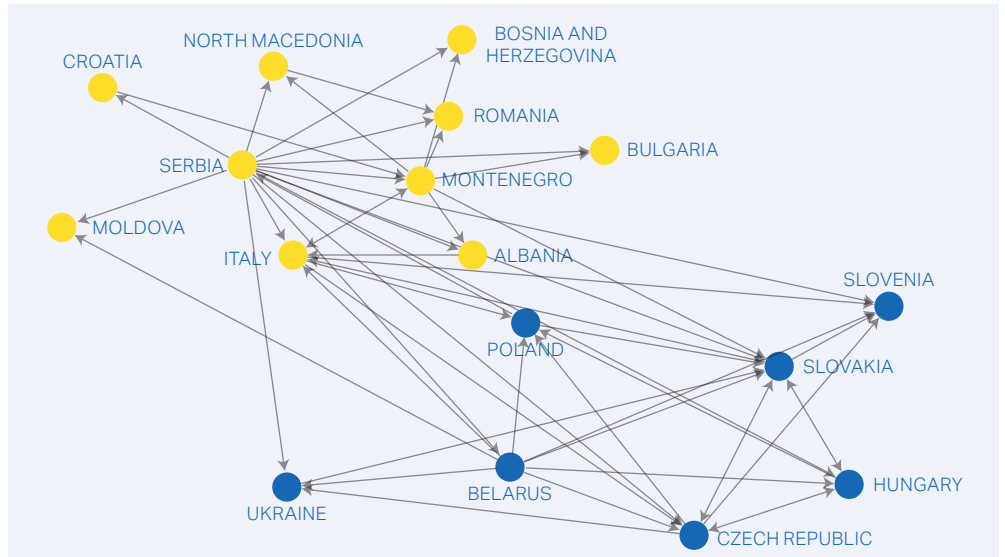 BOSNIA AND
HERZEGOVINA
NORTH MACEDONIA
CROATIA
ROMANIA
BULGARIA
SERBIA
MONTENEGRO
MOLDOVA
ITALY
ALBANIA
SLOVENIA
POLAND
SLOVAKIA
HUNGARY
BELARUS
UKRAINE
CZECH REPUBLIC